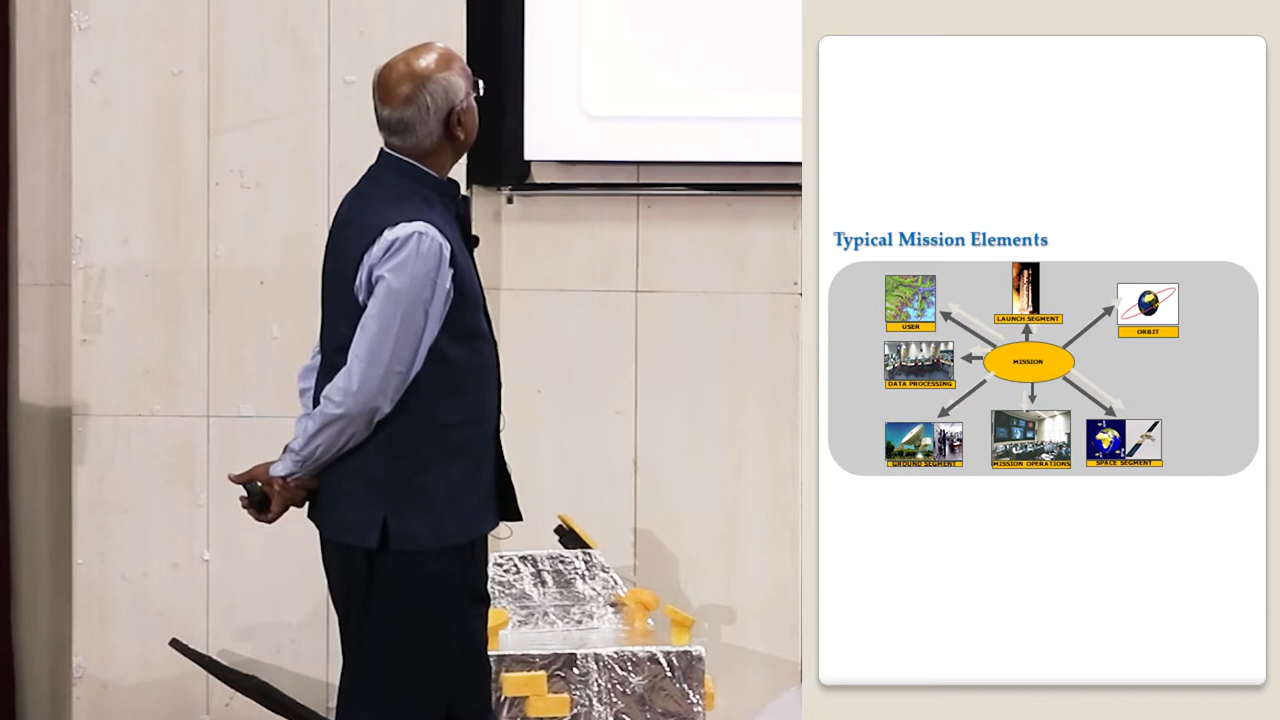 Typical Mission Elements
LAUNCH SEGMENT
USER
ORBIT
MISSION
DATA PROCESSING
GROUND SEGMENT
MISSION OPERATIONS
SPACE SEGMENT